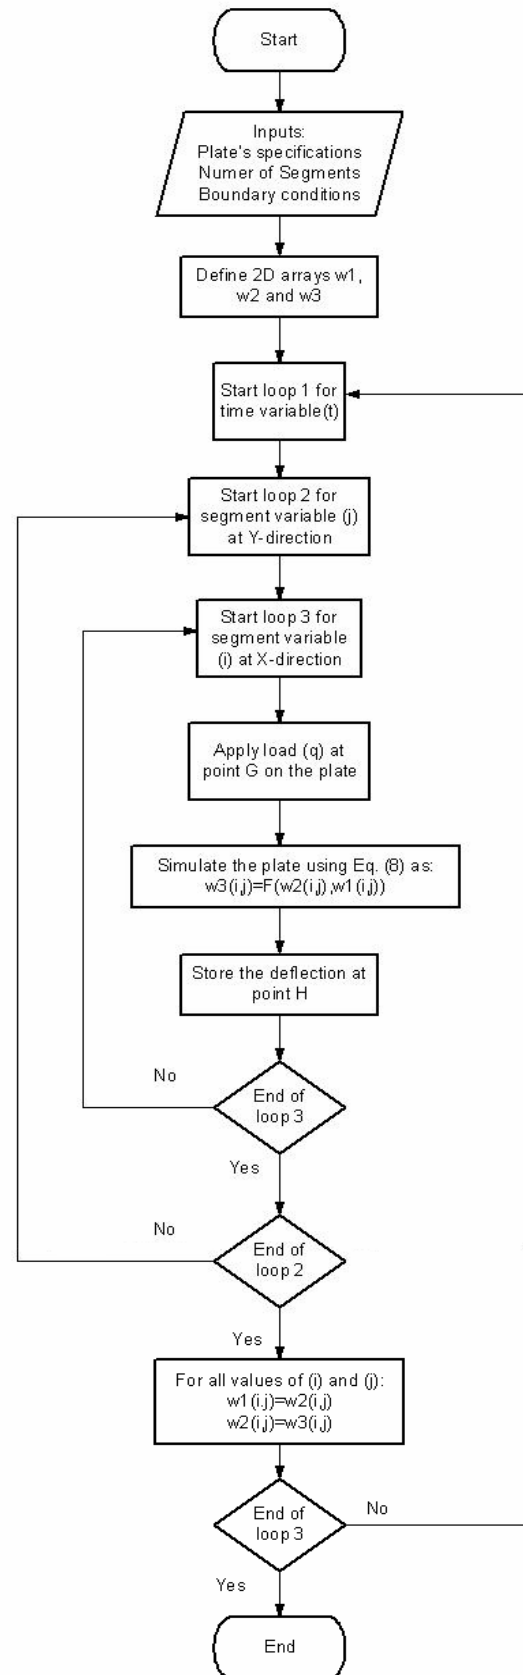 Start
Inputs:
Plate's specifications
Numer of Segments
Boundary conditions
Define 2D arrays w1,
w2 and w3
Start loop 1 for
time variable(t)
Start loop 2 for
segment variable (j)
at Y-direction
Start loop 3 for
segment variable
(i) at X-direction
Apply load (q) at
point G on the plate
Simulate the plate using Eq. (8) as:
w3(i,j)=F(w2(i,j),w1(i,j))
Store the deflection at
point H
No
End of
loop 3
Yes
No
End of
loop 2
Yes
For all values of (i) and (j):
w1(i.j)=w2(i,j)
w2(i,j)=w3(i,j)
End of
loop 3
No
Yes
End